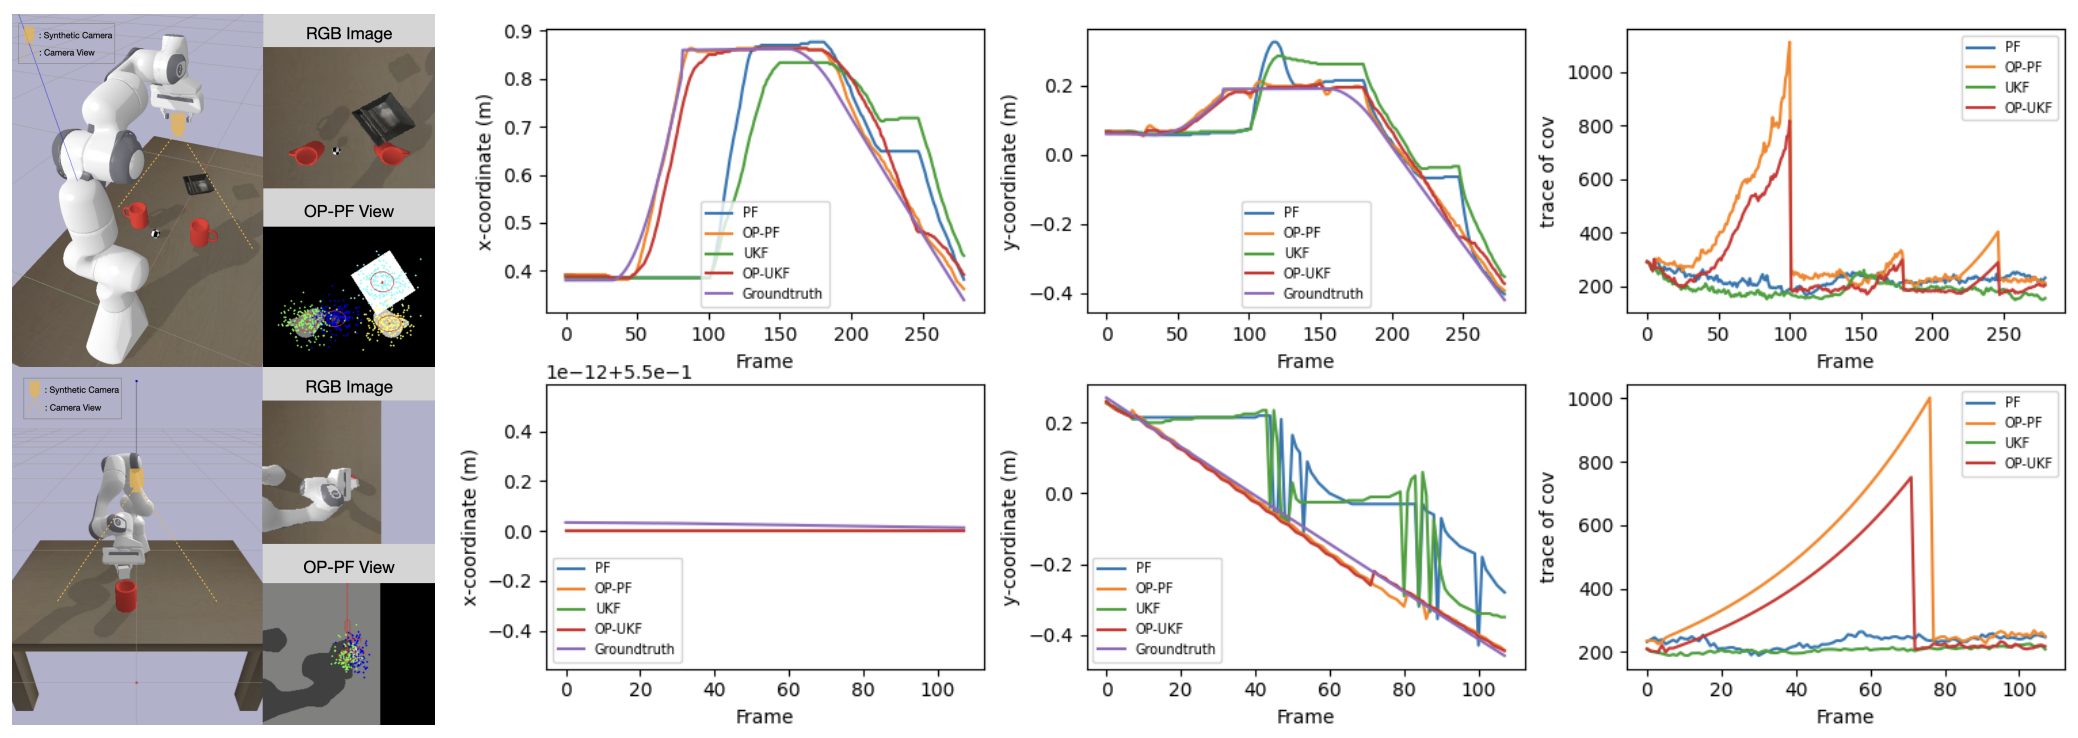 : Synthetic Camera
: Camera View
RGB Image
OP-PF View
: Synthetic Camera
: Camera View
RGB Image
OP-PF View
x-coordinate (m)
0.9
0.8
0.7
0.6
0.5
0.4
PF
OP-PF
UKF
OP-UKF
Groundtruth
0 50 100 150 200 250
Frame
y-coordinate (m)
0.2
0.0
−0.2
−0.4
PF
OP-PF
UKF
OP-UKF
Groundtruth
0 50 100 150 200 250
Frame
trace of cov
1000
800
600
400
200
PF
OP-PF
UKF
OP-UKF
0 50 100 150 200 250
Frame
1e−12+5.5e−1
x-coordinate (m)
0.4
0.2
0.0
−0.2
−0.4
PF
OP-PF
UKF
OP-UKF
Groundtruth
0 20 40 60 80 100
Frame
y-coordinate (m)
0.2
0.0
−0.2
−0.4
PF
OP-PF
UKF
OP-UKF
Groundtruth
0 20 40 60 80 100
Frame
trace of cov
1000
800
600
400
200
PF
OP-PF
UKF
OP-UKF
0 20 40 60 80 100
Frame